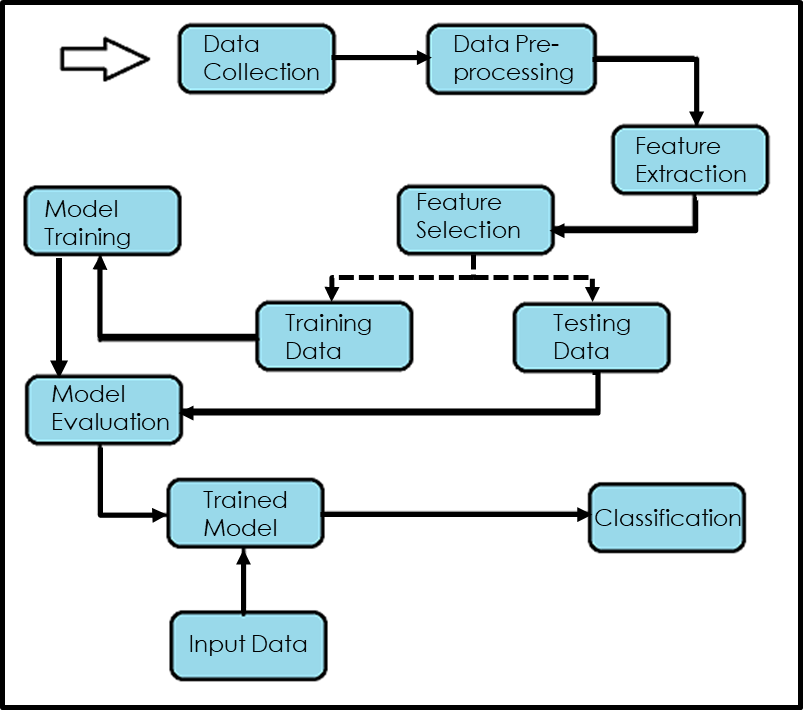 Data
Collection
Data Pre-
processing
Feature
Extraction
Feature
Selection
Training
Data
Testing
Data
Model
Training
Model
Evaluation
Trained
Model
Input Data
Classification